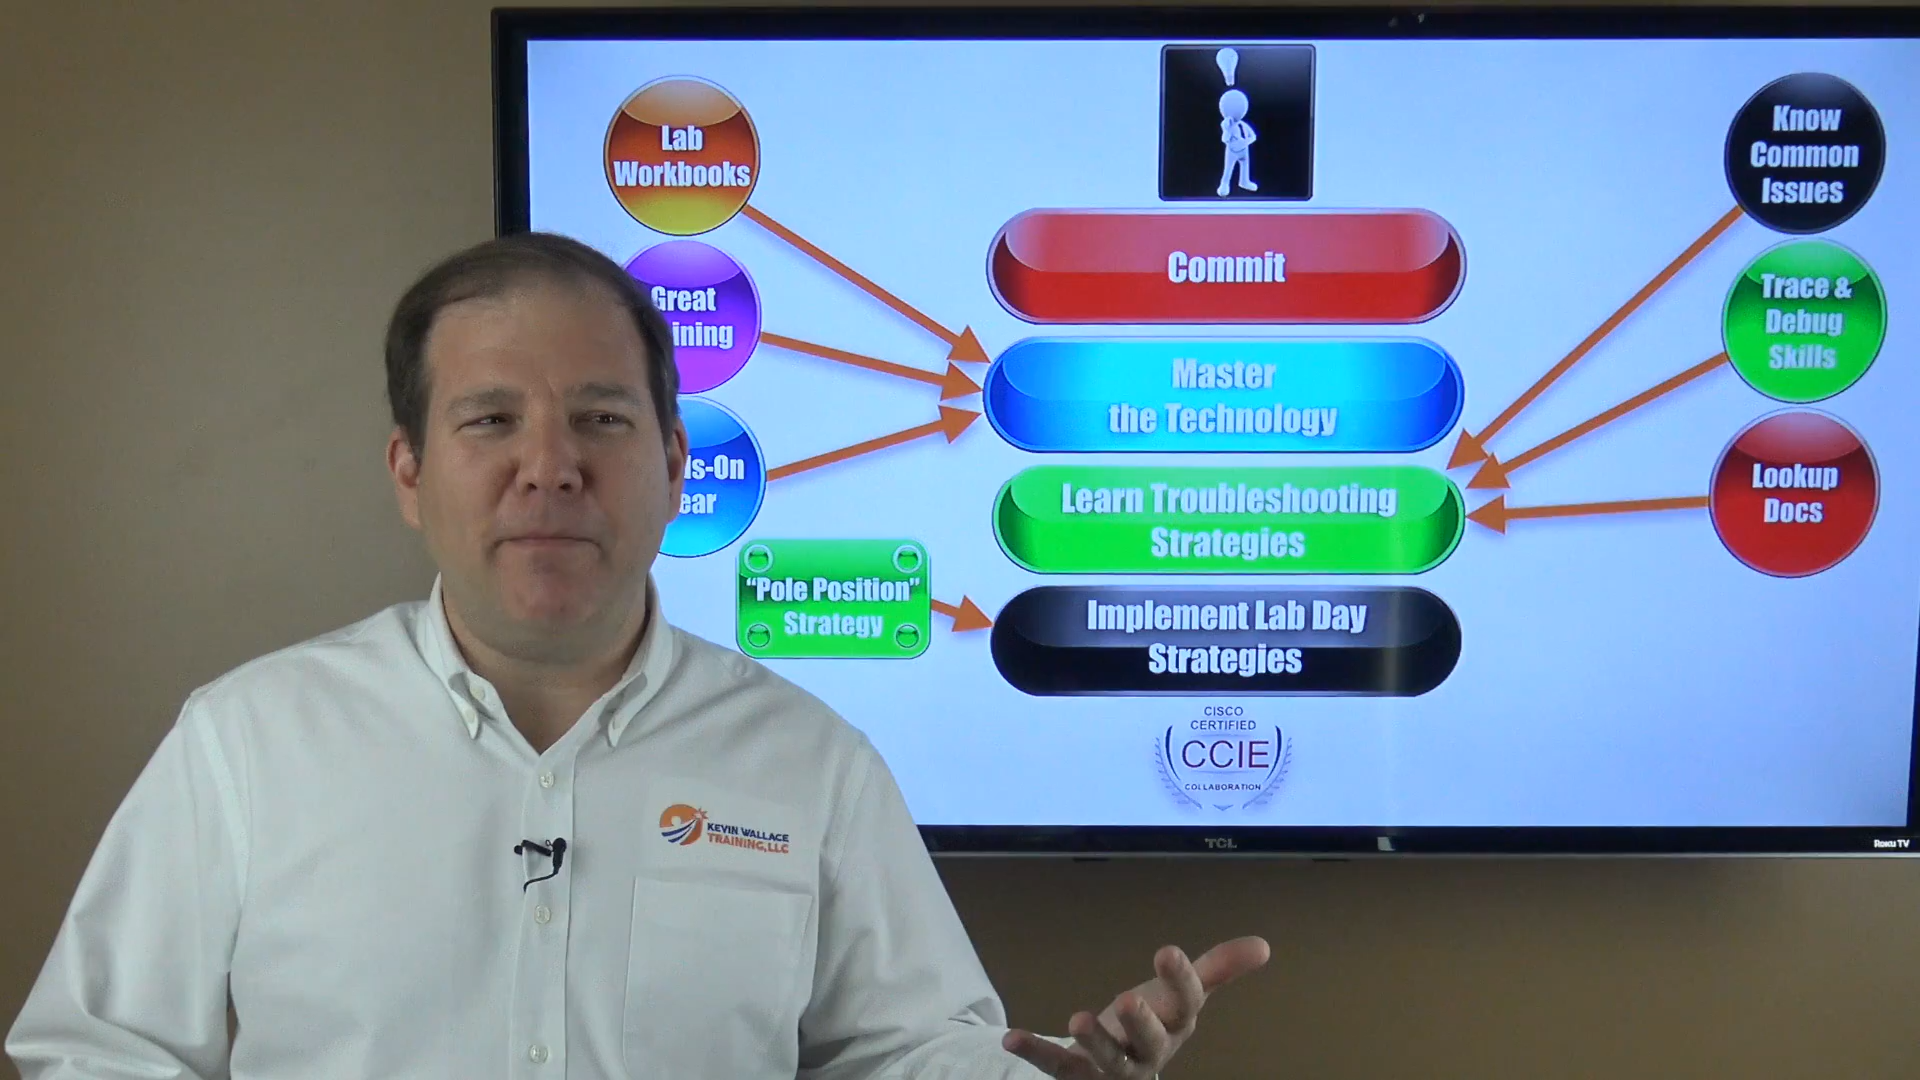 Lab
Workbooks
Great
ining
ls-On
ear
"Pole Position"
Strategy
Commit
Master
the Technology
Learn Troubleshooting
Strategies
Implement Lab Day
Strategies
CISCO
CERTIFIED
CCIE
COLLABORATION
Know
Common
Issues
Trace &
Debug
Skills
Lookup
Docs
TCL
Roku TV
KEVIN WALLACE
TRAINING, LLC